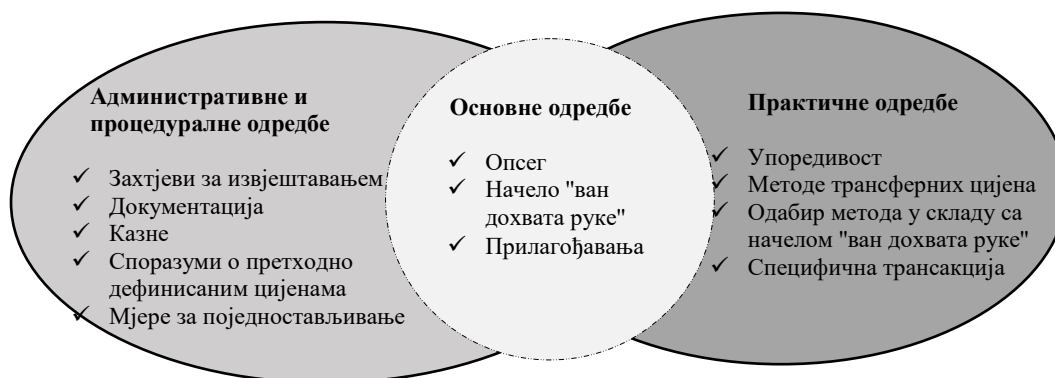 Административне и
процедуралне одредбе
✓ Захтјеви за извјештавањем
✓ Документација
✓ Казне
✓ Споразуми о претходно
дефинисаним цијенама
✓ Мјере за поједностављивање
Основне одредбе
✓ Опсег
✓ Начело "ван
дохвата руке"
✓ Прилагођавања
Практичне одредбе
✓ Упоредивост
✓ Методе трансферних цијена
✓ Одабир метода у складу са
начелом "ван дохвата руке"
✓ Специфична трансакција